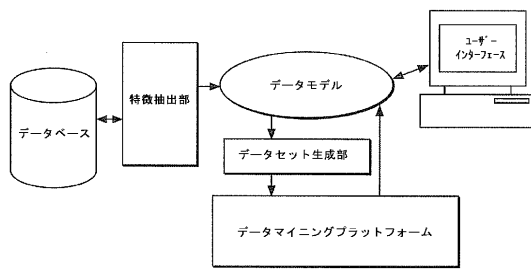 データベース
特徴抽出部
データモデル
ユーザー
インターフェース
データセット生成部
データマイニングプラットフォーム